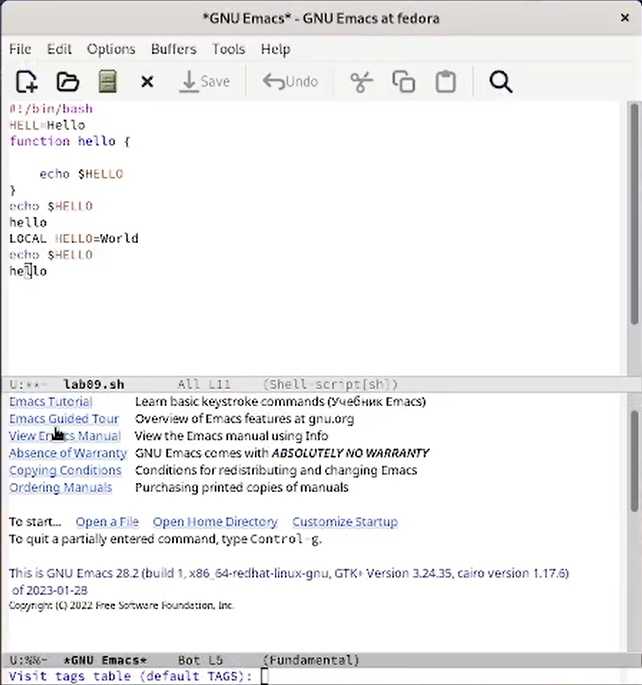 *GNU Emacs* - GNU Emacs at fedora
File Edit Options Buffers Tools Help
Save Undo
#!/bin/bash
HELL=Hello
function hello {
echo $HELLO
}
echo $HELLO
hello
LOCAL HELLO=World
echo $HELLO
hello
U:**- lab09.sh All L11 (Shell-script[sh])
Emacs Tutorial Learn basic keystroke commands (Учебник Emacs)
Emacs Guided Tour Overview of Emacs features at gnu.org
View Emacs Manual View the Emacs manual using Info
Absence of Warranty GNU Emacs comes with ABSOLUTELY NO WARRANTY
Copying Conditions Conditions for redistributing and changing Emacs
Ordering Manuals Purchasing printed copies of manuals
To start... Open a File Open Home Directory Customize Startup
To quit a partially entered command, type Control-g.
This is GNU Emacs 28.2 (build 1, x86_64-redhat-linux-gnu, GTK+ Version 3.24.35, cairo version 1.17.6)
of 2023-01-28
Copyright (C) 2022 Free Software Foundation, Inc.
U:%%- *GNU Emacs* Bot L5 (Fundamental)
Visit tags table (default TAGS):